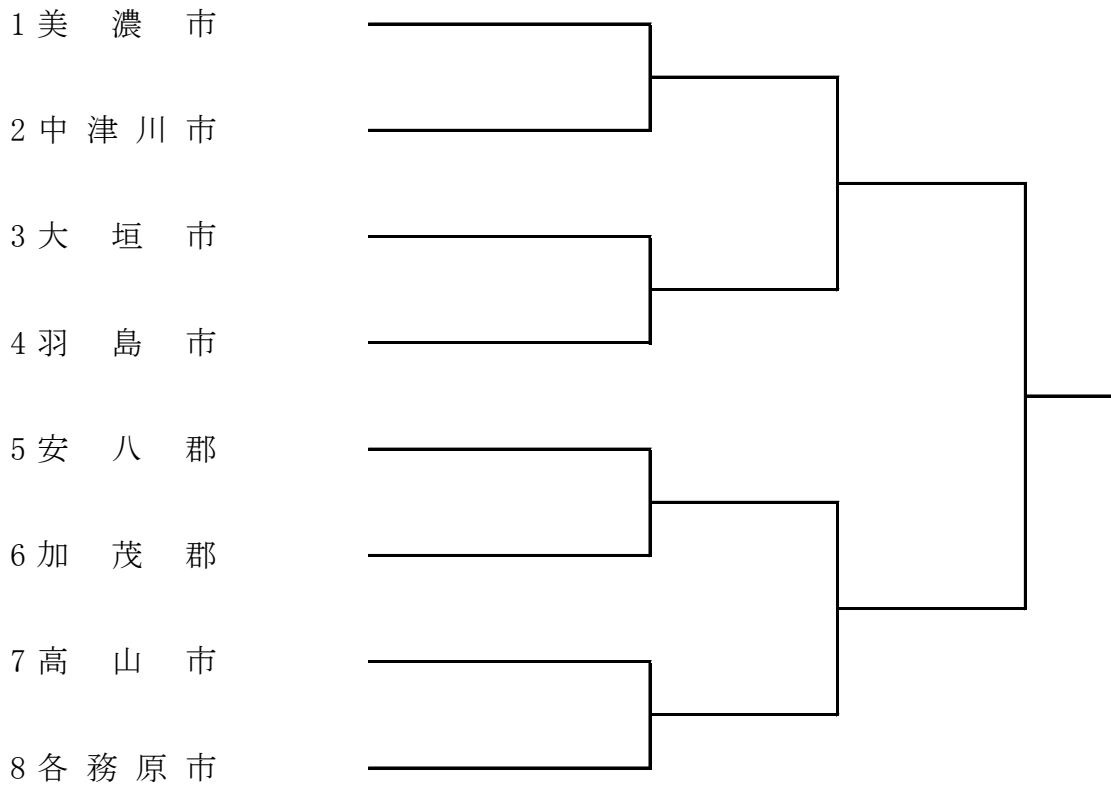 1 美濃市
2 中津川市
3 大垣市
4 羽島市
5 安八郡
6 加茂郡
7 高山市
8 各務原市